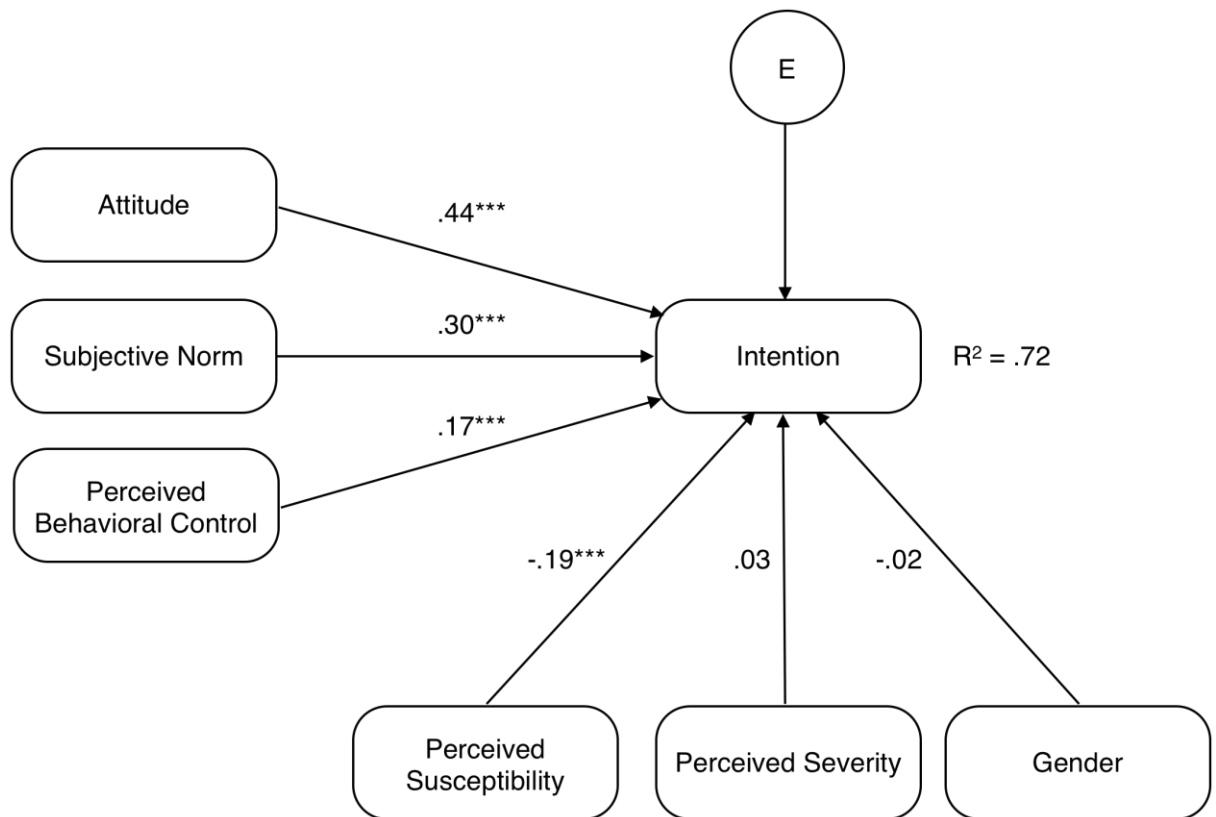 E
Attitude
.44***
.30***
Subjective Norm
Intention
R² = .72
.17***
Perceived
Behavioral Control
-.19***
.03
-.02
Perceived
Susceptibility
Perceived Severity
Gender